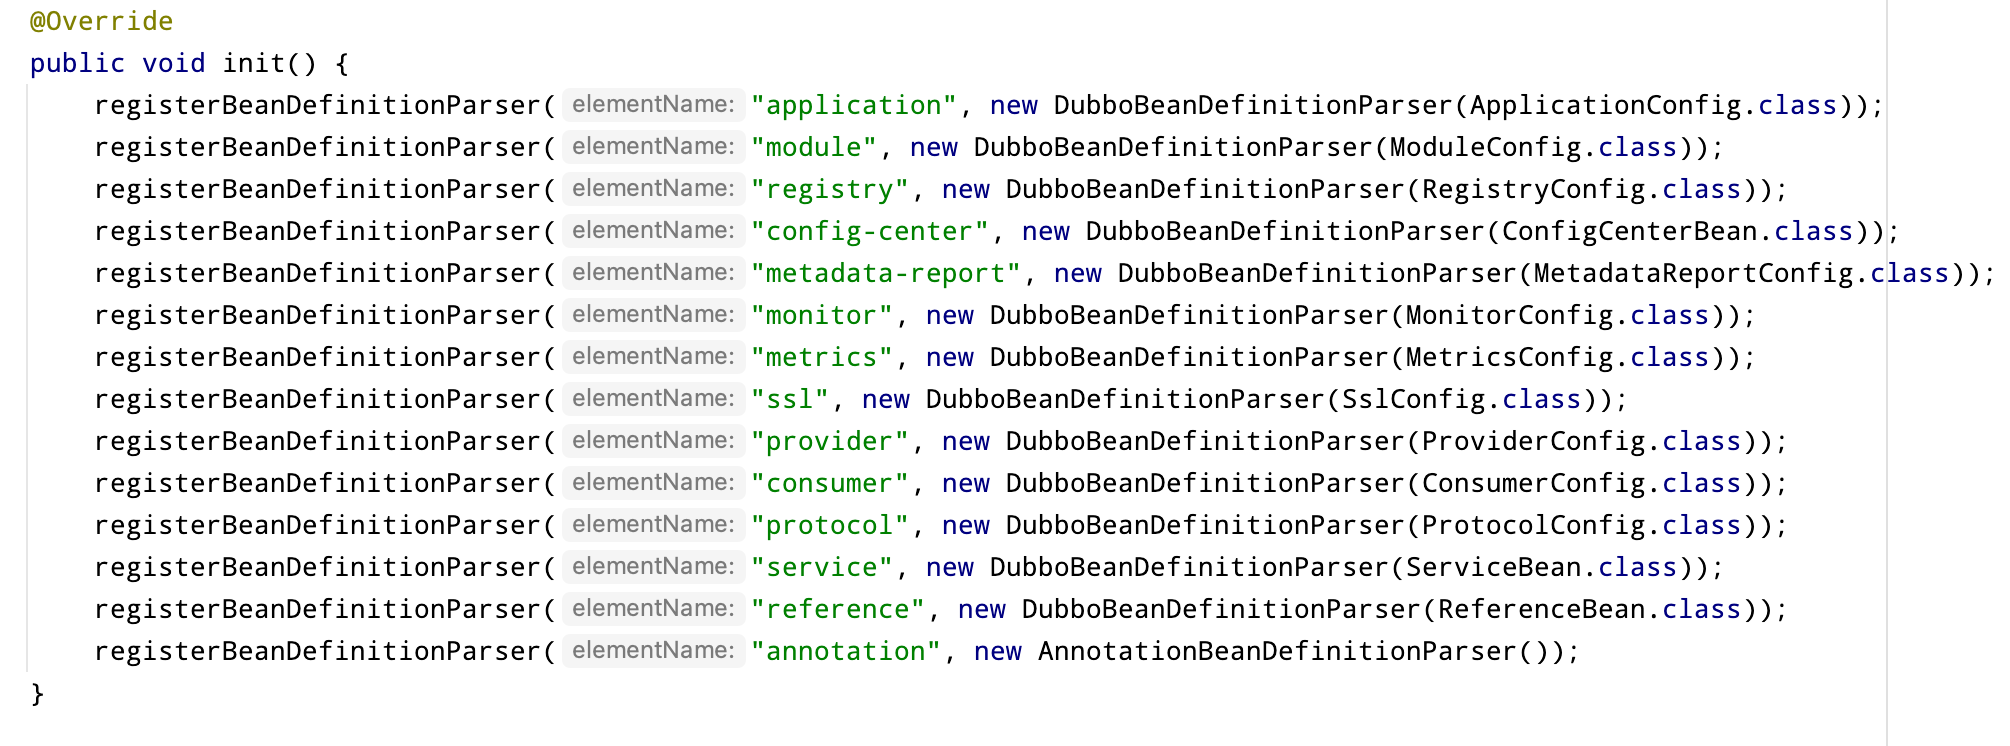 @Override
public void init() {
registerBeanDefinitionParser( elementName: "application", new DubboBeanDefinitionParser(ApplicationConfig.class));
registerBeanDefinitionParser( elementName: "module", new DubboBeanDefinitionParser(ModuleConfig.class));
registerBeanDefinitionParser( elementName: "registry", new DubboBeanDefinitionParser(RegistryConfig.class));
registerBeanDefinitionParser( elementName: "config-center", new DubboBeanDefinitionParser(ConfigCenterBean.class));
registerBeanDefinitionParser( elementName: "metadata-report", new DubboBeanDefinitionParser(MetadataReportConfig.class));
registerBeanDefinitionParser( elementName: "monitor", new DubboBeanDefinitionParser(MonitorConfig.class));
registerBeanDefinitionParser( elementName: "metrics", new DubboBeanDefinitionParser(MetricsConfig.class));
registerBeanDefinitionParser( elementName: "ssl", new DubboBeanDefinitionParser(SslConfig.class));
registerBeanDefinitionParser( elementName: "provider", new DubboBeanDefinitionParser(ProviderConfig.class));
registerBeanDefinitionParser( elementName: "consumer", new DubboBeanDefinitionParser(ConsumerConfig.class));
registerBeanDefinitionParser( elementName: "protocol", new DubboBeanDefinitionParser(ProtocolConfig.class));
registerBeanDefinitionParser( elementName: "service", new DubboBeanDefinitionParser(ServiceBean.class));
registerBeanDefinitionParser( elementName: "reference", new DubboBeanDefinitionParser(ReferenceBean.class));
registerBeanDefinitionParser( elementName: "annotation", new AnnotationBeanDefinitionParser());
}